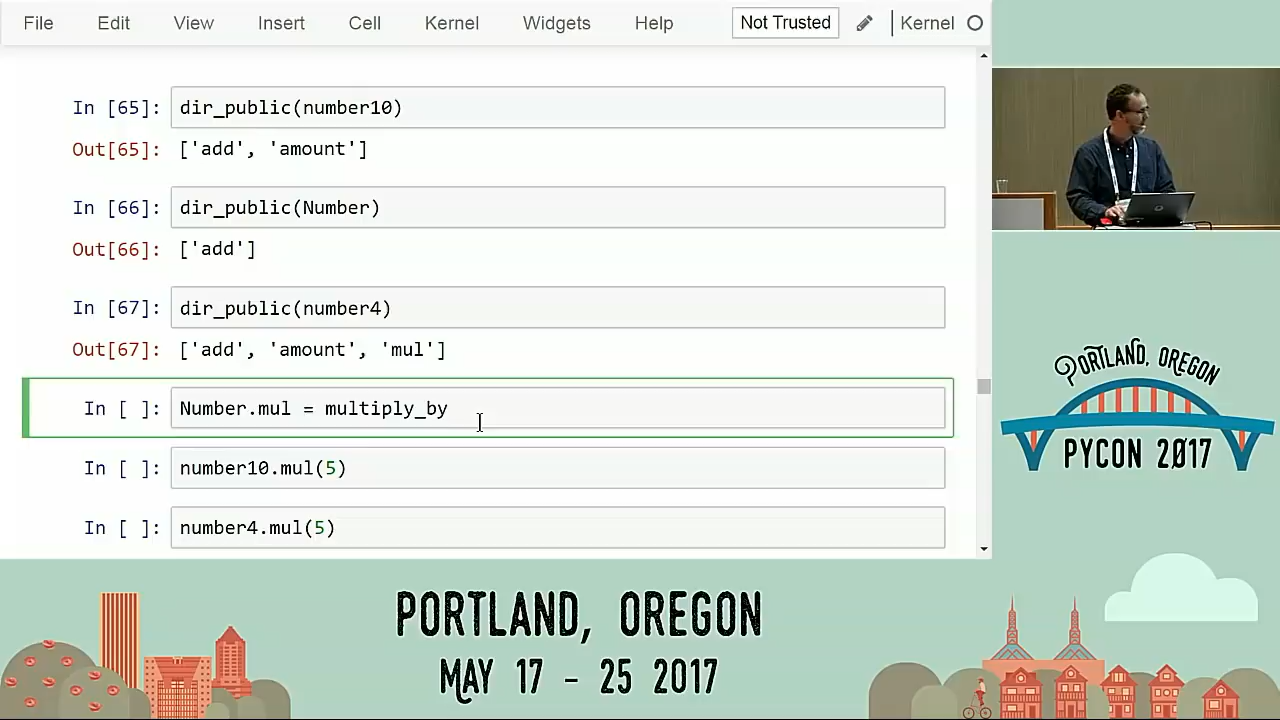 File Edit View Insert Cell Kernel Widgets Help Not Trusted Kernel
In [65]: dir_public(number10)
Out[65]: ['add', 'amount']
In [66]: dir_public(Number)
Out[66]: ['add']
In [67]: dir_public(number4)
Out[67]: ['add', 'amount', 'mul']
In [ ]: Number.mul = multiply_by
In [ ]: number10.mul(5)
In [ ]: number4.mul(5)
PORTLAND, OREGON
PYCON 2017
PORTLAND, OREGON
MAY 17 - 25 2017